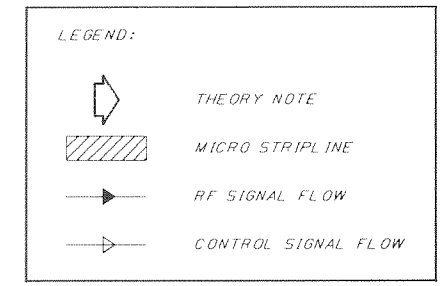 LEGEND:
THEORY NOTE
MICRO STRIPLINE
RF SIGNAL FLOW
CONTROL SIGNAL FLOW